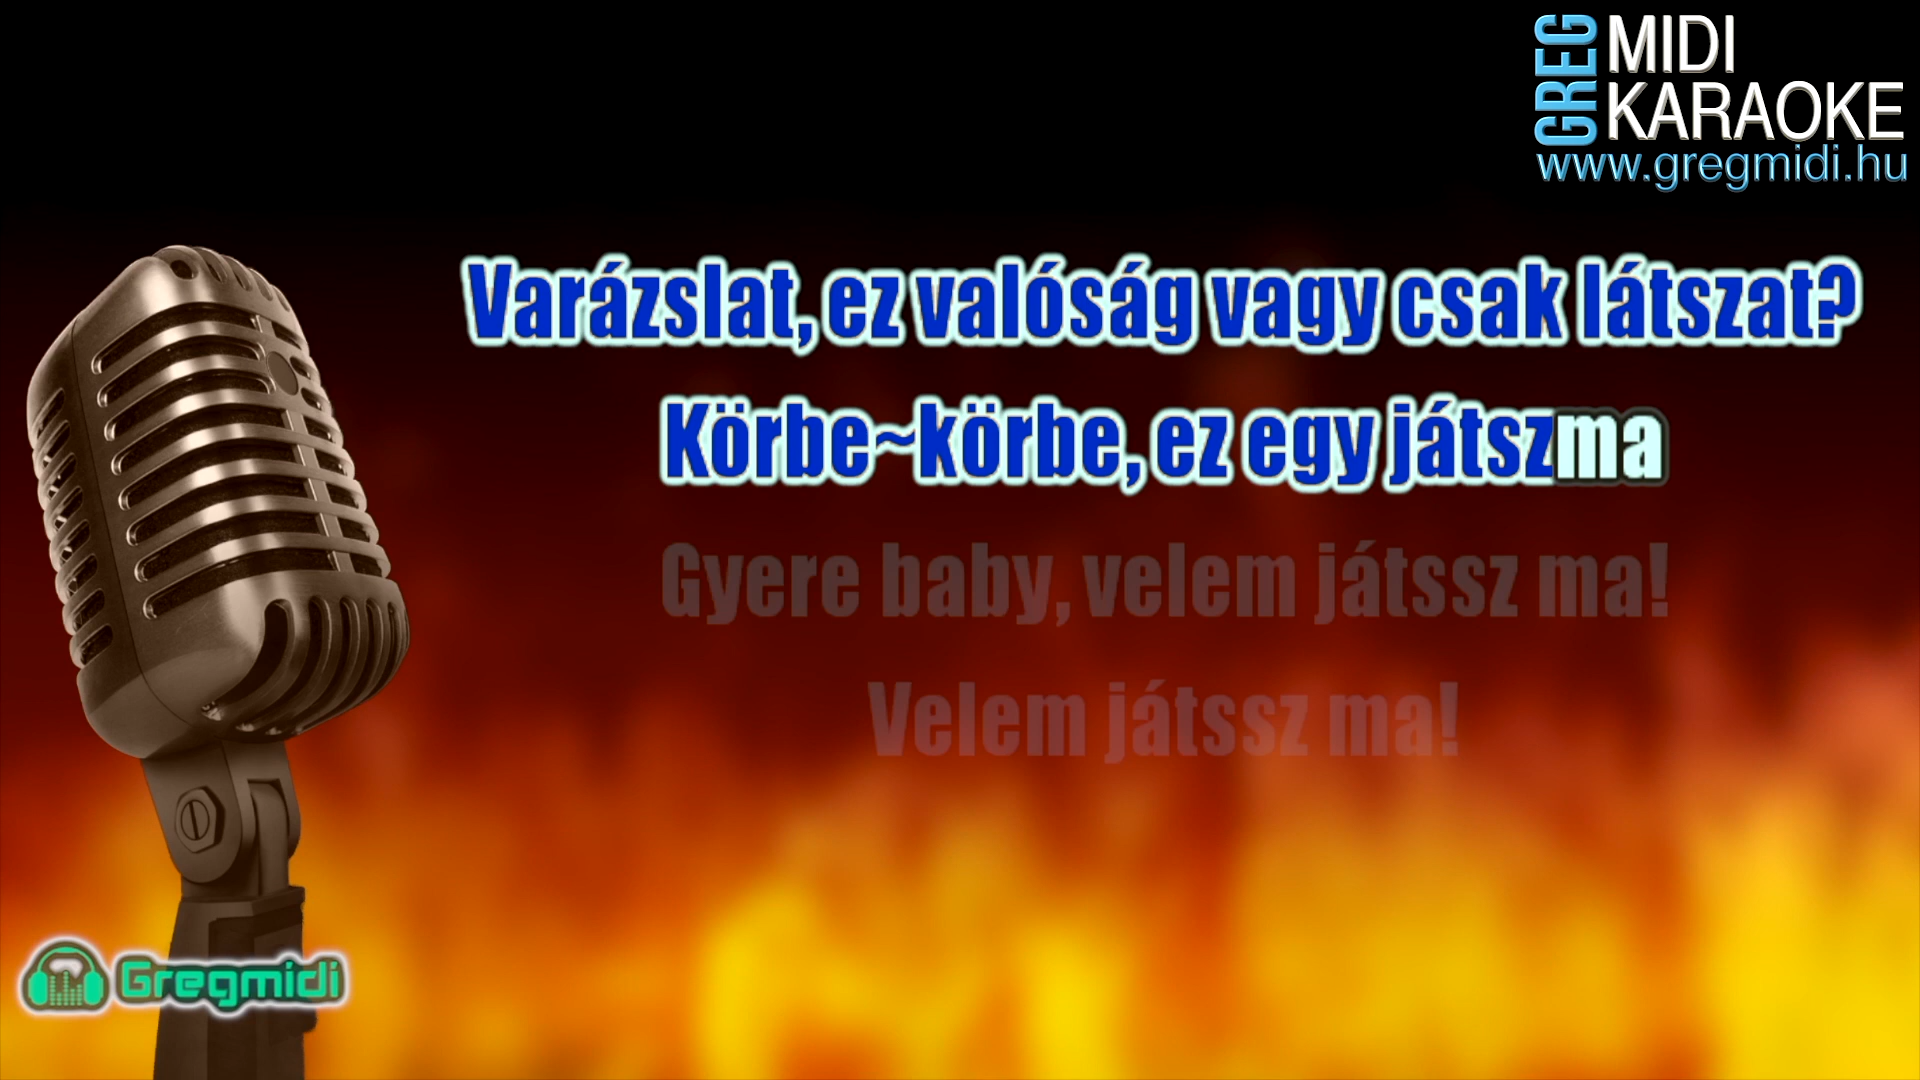 GREG MIDI
KARAOKE
www.gregmidi.hu
Varázslat, ez valóság vagy csak látszat?
Körbe~körbe, ez egy játszma
Gyere baby, velem játssz ma!
Velem játssz ma!
Gregmidi